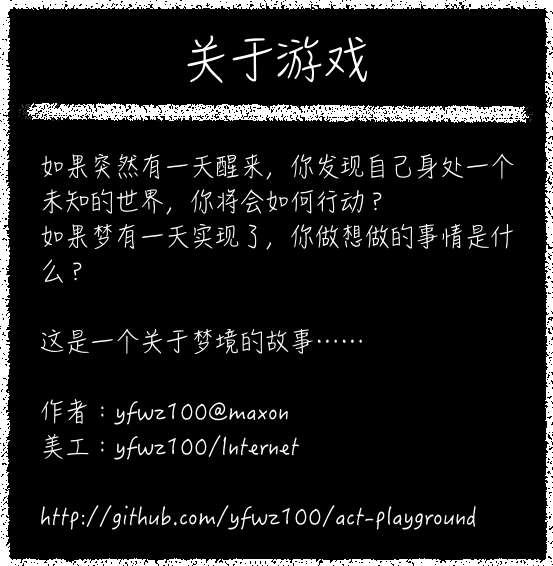 关于游戏
如果突然有一天醒来，你发现自己身处一个
未知的世界，你将会如何行动？
如果梦有一天实现了，你做想做的事情是什
么？
这是一个关于梦境的故事……
作者：yfwz100@maxon
美工：yfwz100/Internet
http://github.com/yfwz100/act-playground